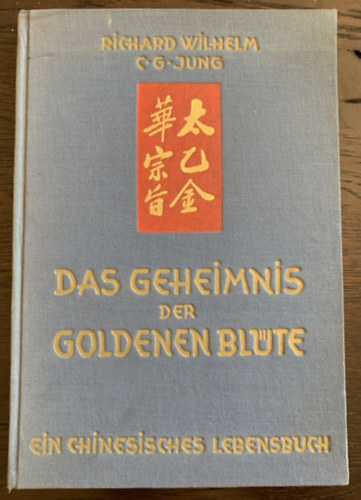 RICHARD WILHELM
C·G·JUNG
太乙金
華宗旨
DAS GEHEIMNIS
DER
GOLDENEN BLÜTE
EIN CHINESISCHES LEBENSBUCH